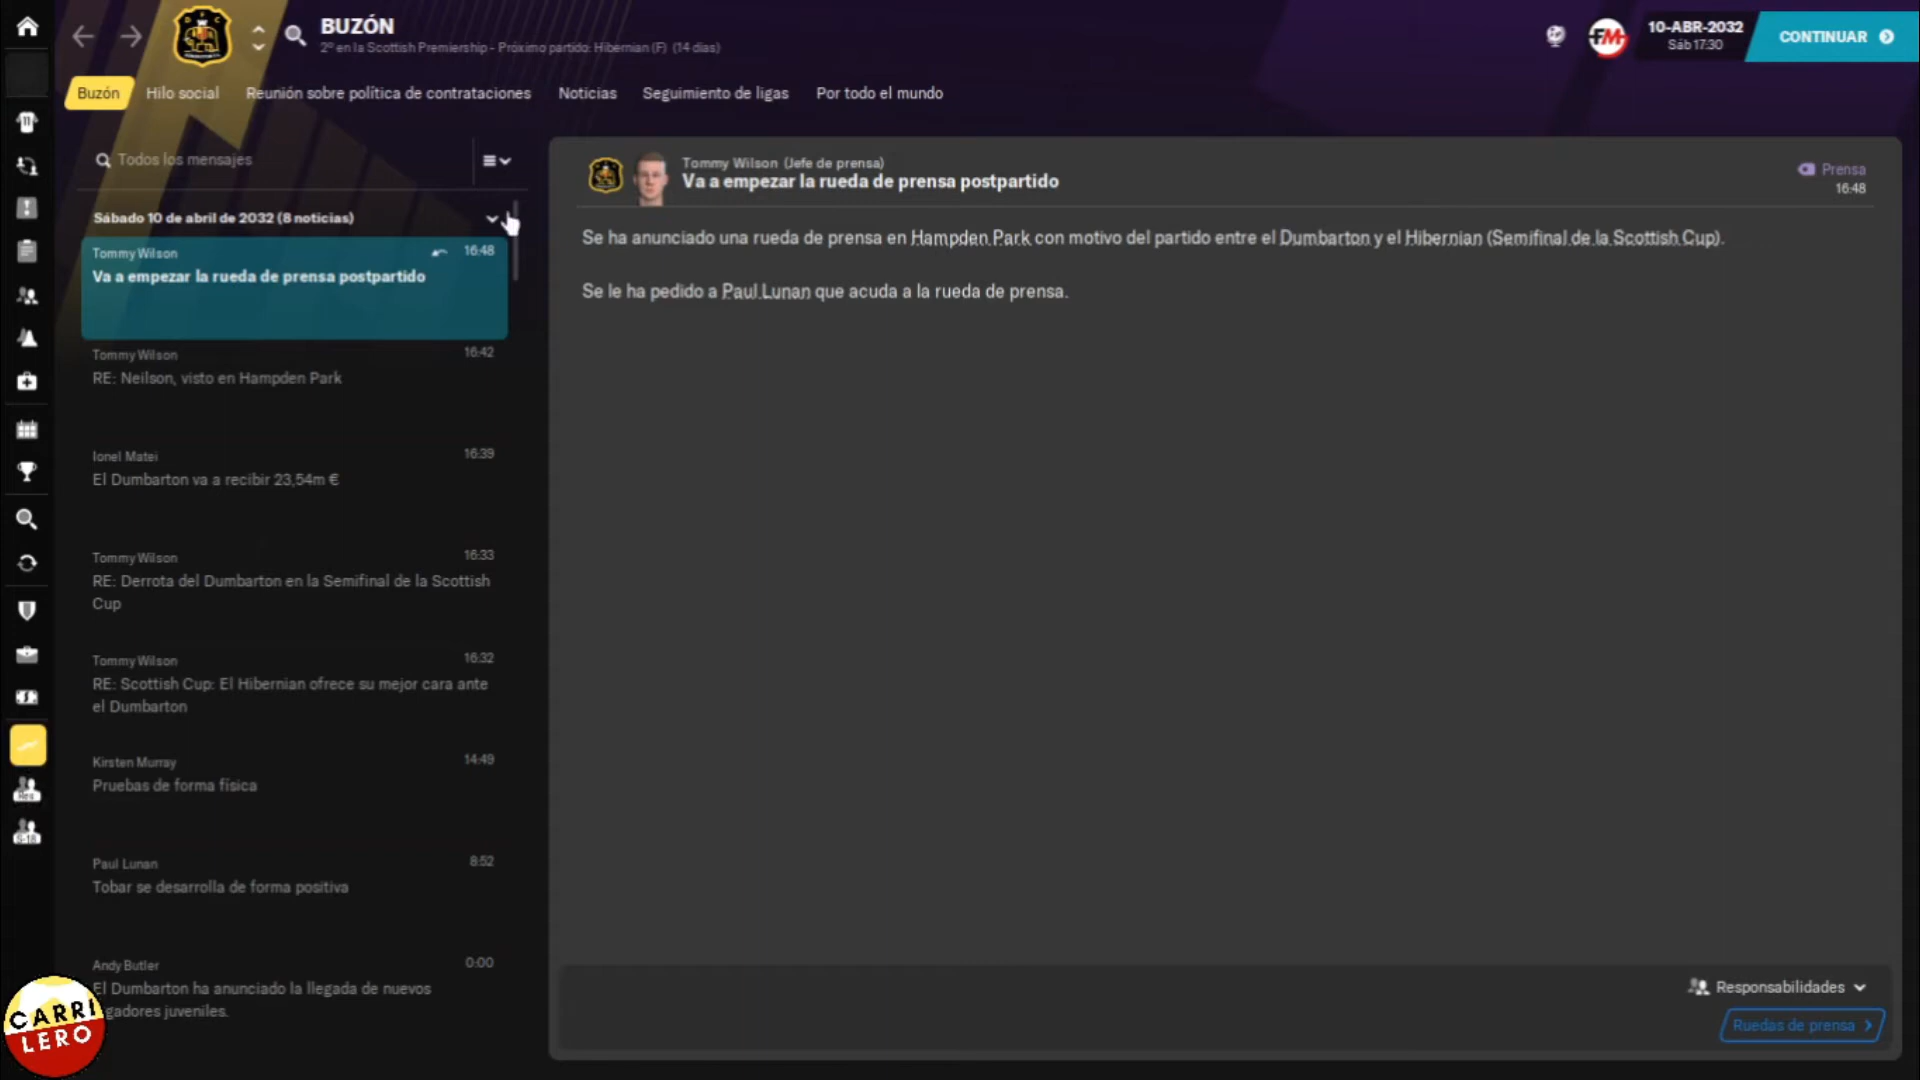 BUZÓN
2º en la Scottish Premiership - Próximo partido: Hibernian (F) (14 días)
FM
10-ABR-2032
Sáb 17:30
CONTINUAR
Buzón
Hilo social
Reunión sobre política de contrataciones
Noticias
Seguimiento de ligas
Por todo el mundo
Todos los mensajes
Sábado 10 de abril de 2032 (8 noticias)
Tommy Wilson
16:48
Va a empezar la rueda de prensa postpartido
Tommy Wilson
16:42
RE: Neilson, visto en Hampden Park
Ionel Matei
16:39
El Dumbarton va a recibir 23,54m €
Tommy Wilson
16:33
RE: Derrota del Dumbarton en la Semifinal de la Scottish
Cup
Tommy Wilson
16:32
RE: Scottish Cup: El Hibernian ofrece su mejor cara ante
el Dumbarton
Kirsten Murray
14:49
Pruebas de forma física
Paul Lunan
8:52
Tobar se desarrolla de forma positiva
Andy Butler
0:00
El Dumbarton ha anunciado la llegada de nuevos
gadores juveniles.
CARRI
LERO
Tommy Wilson (Jefe de prensa)
Va a empezar la rueda de prensa postpartido
Prensa
16:48
Se ha anunciado una rueda de prensa en Hampden Park con motivo del partido entre el Dumbarton y el Hibernian (Semifinal de la Scottish Cup).
Se le ha pedido a Paul Lunan que acuda a la rueda de prensa.
Responsabilidades
Ruedas de prensa